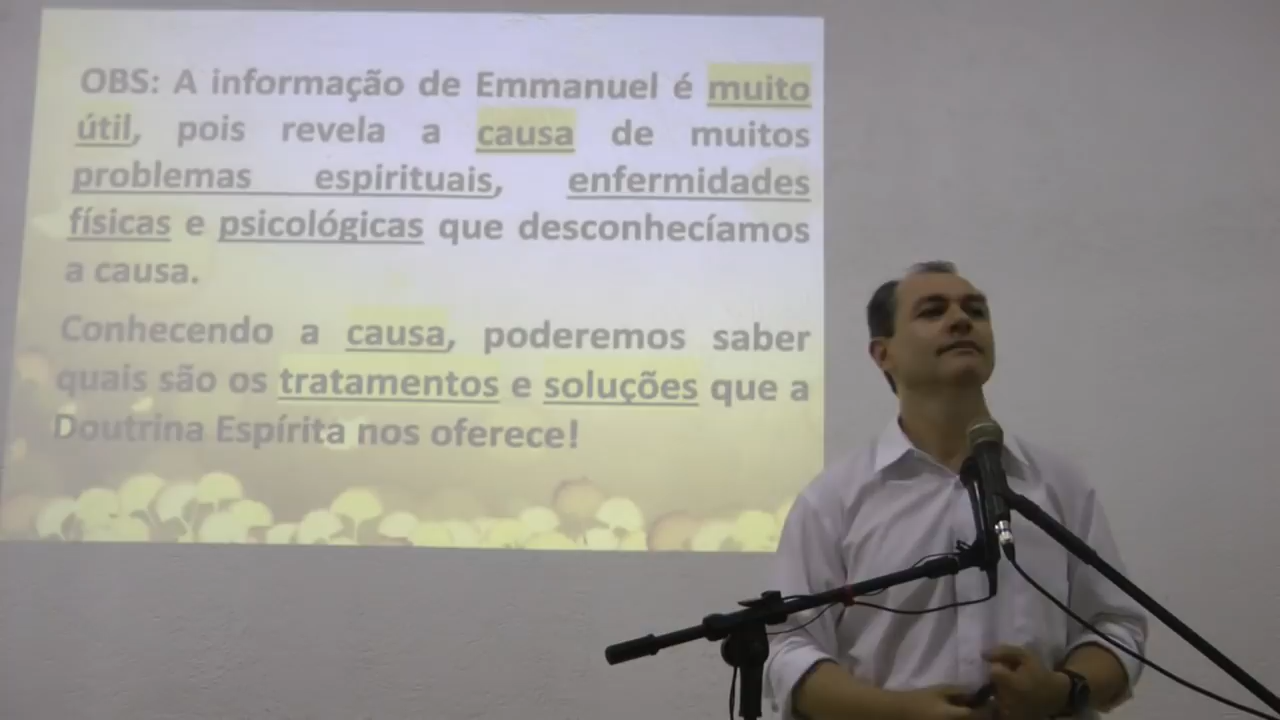 OBS: A informação de Emmanuel é muito
útil, pois revela a causa de muitos
problemas espirituais, enfermidades
físicas e psicológicas que desconhecíamos
a causa.
Conhecendo a causa, poderemos saber
quais são os tratamentos e soluções que a
Doutrina Espírita nos oferece!